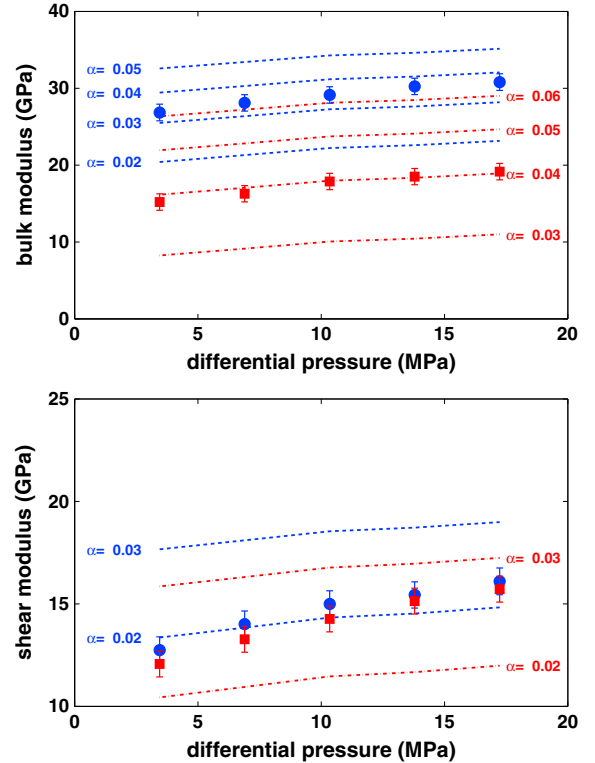 40
α= 0.05
30
α= 0.04
α= 0.06
α= 0.03
α= 0.05
20
α= 0.02
α= 0.04
10
α= 0.03
0
bulk modulus (GPa)
0 5 10 15 20
differential pressure (MPa)
25
20
α= 0.03
α= 0.03
15
α= 0.02
α= 0.02
10
shear modulus (GPa)
0 5 10 15 20
differential pressure (MPa)